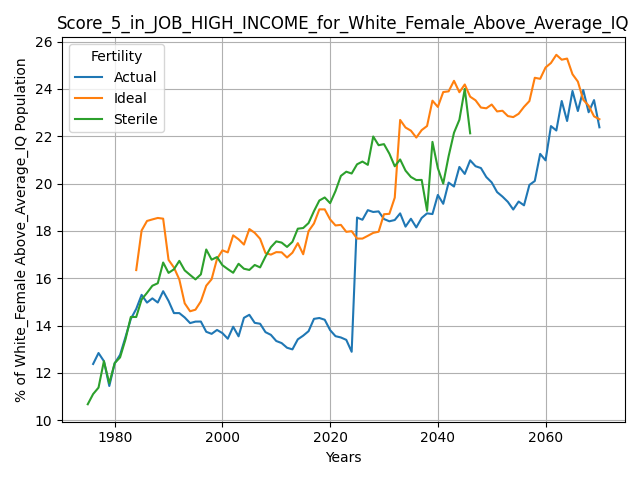 Score_5_in_JOB_HIGH_INCOME_for_White_Female_Above_Average_IQ
Fertility
Actual
Ideal
Sterile
% of White_Female Above_Average_IQ Population
26
24
22
20
18
16
14
12
10
1980
2000
2020
2040
2060
Years